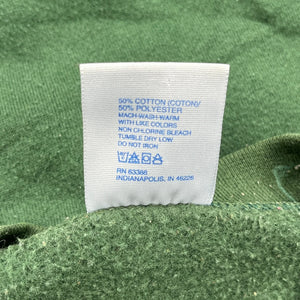 50% COTTON (COTON)/
50% POLYESTER
MACH-WASH-WARM
WITH LIKE COLORS
NON CHLORINE BLEACH
TUMBLE DRY LOW
DO NOT IRON
RN 63386
INDIANAPOLIS, IN 46226